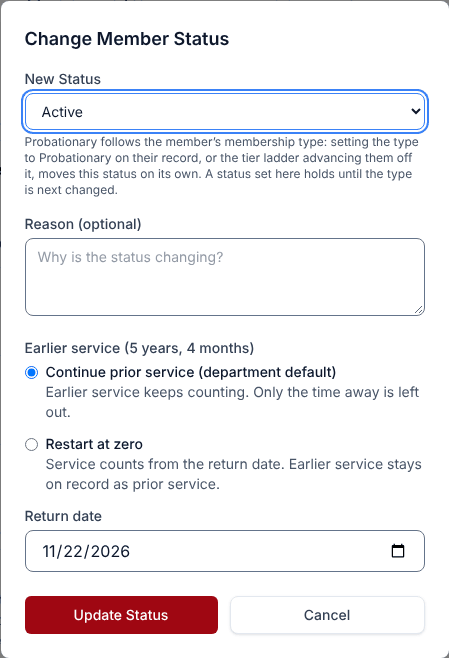 Change Member Status
New Status
Active
Probationary follows the member’s membership type: setting the type
to Probationary on their record, or the tier ladder advancing them off
it, moves this status on its own. A status set here holds until the type
is next changed.
Reason (optional)
Why is the status changing?
Earlier service (5 years, 4 months)
Continue prior service (department default)
Earlier service keeps counting. Only the time away is left
out.
Restart at zero
Service counts from the return date. Earlier service stays
on record as prior service.
Return date
11/22/2026
Update Status
Cancel